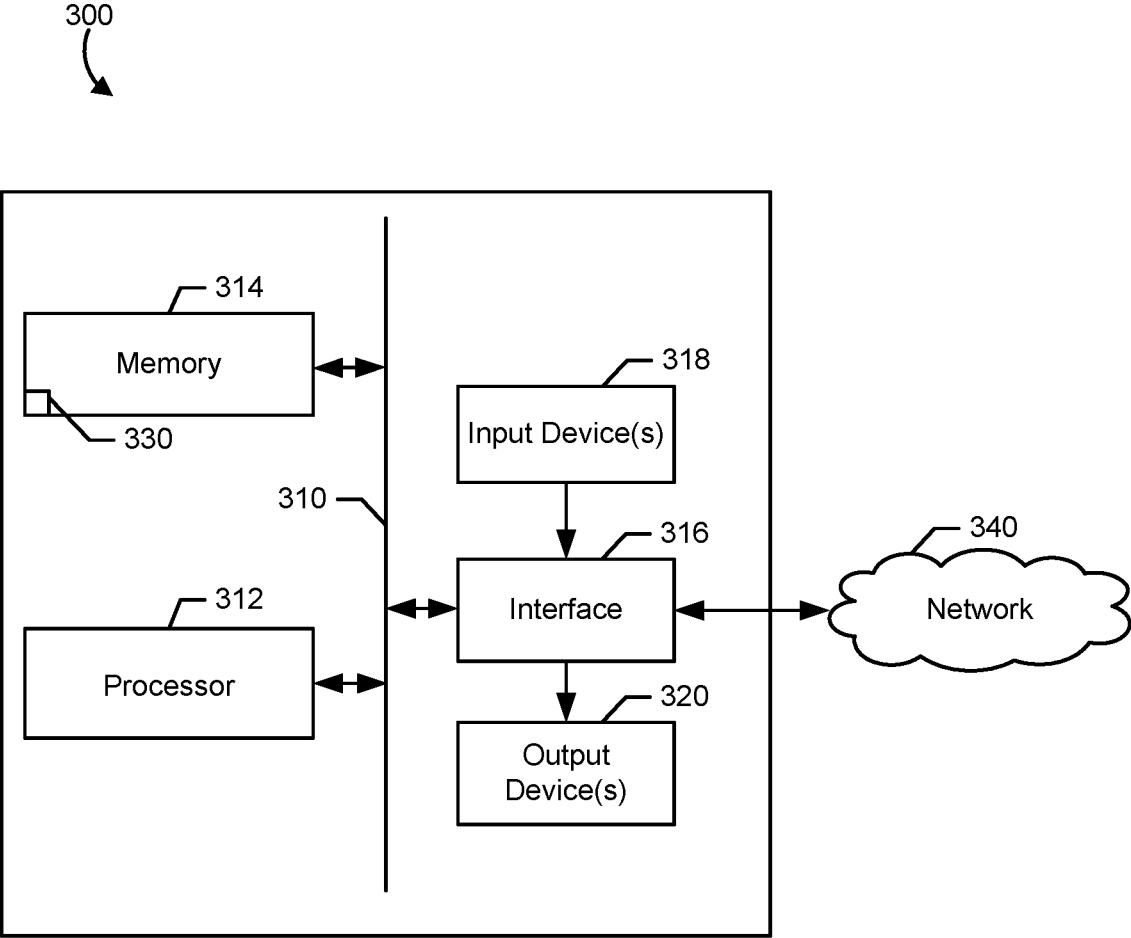 300
314
Memory
330
318
Input Device(s)
310
316
Interface
340
Network
312
Processor
320
Output
Device(s)